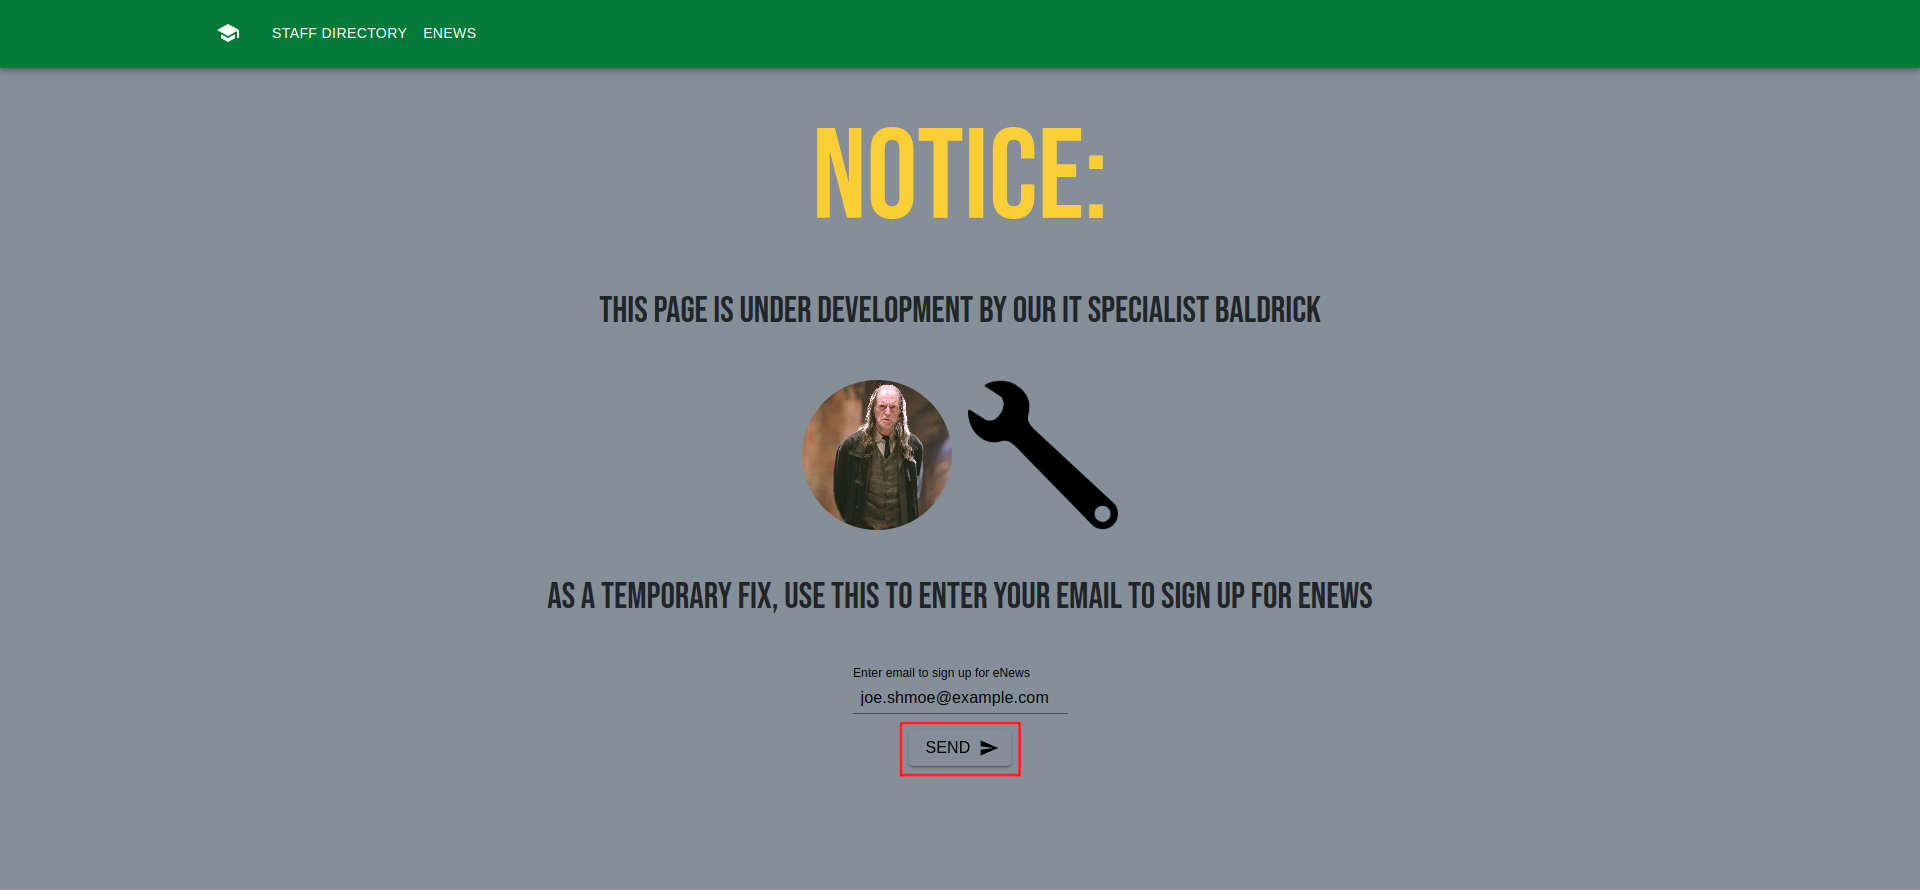 STAFF DIRECTORY ENEWS
NOTICE:
THIS PAGE IS UNDER DEVELOPMENT BY OUR IT SPECIALIST BALDRICK
AS A TEMPORARY FIX, USE THIS TO ENTER YOUR EMAIL TO SIGN UP FOR ENEWS
Enter email to sign up for eNews
joe.shmoe@example.com
SEND